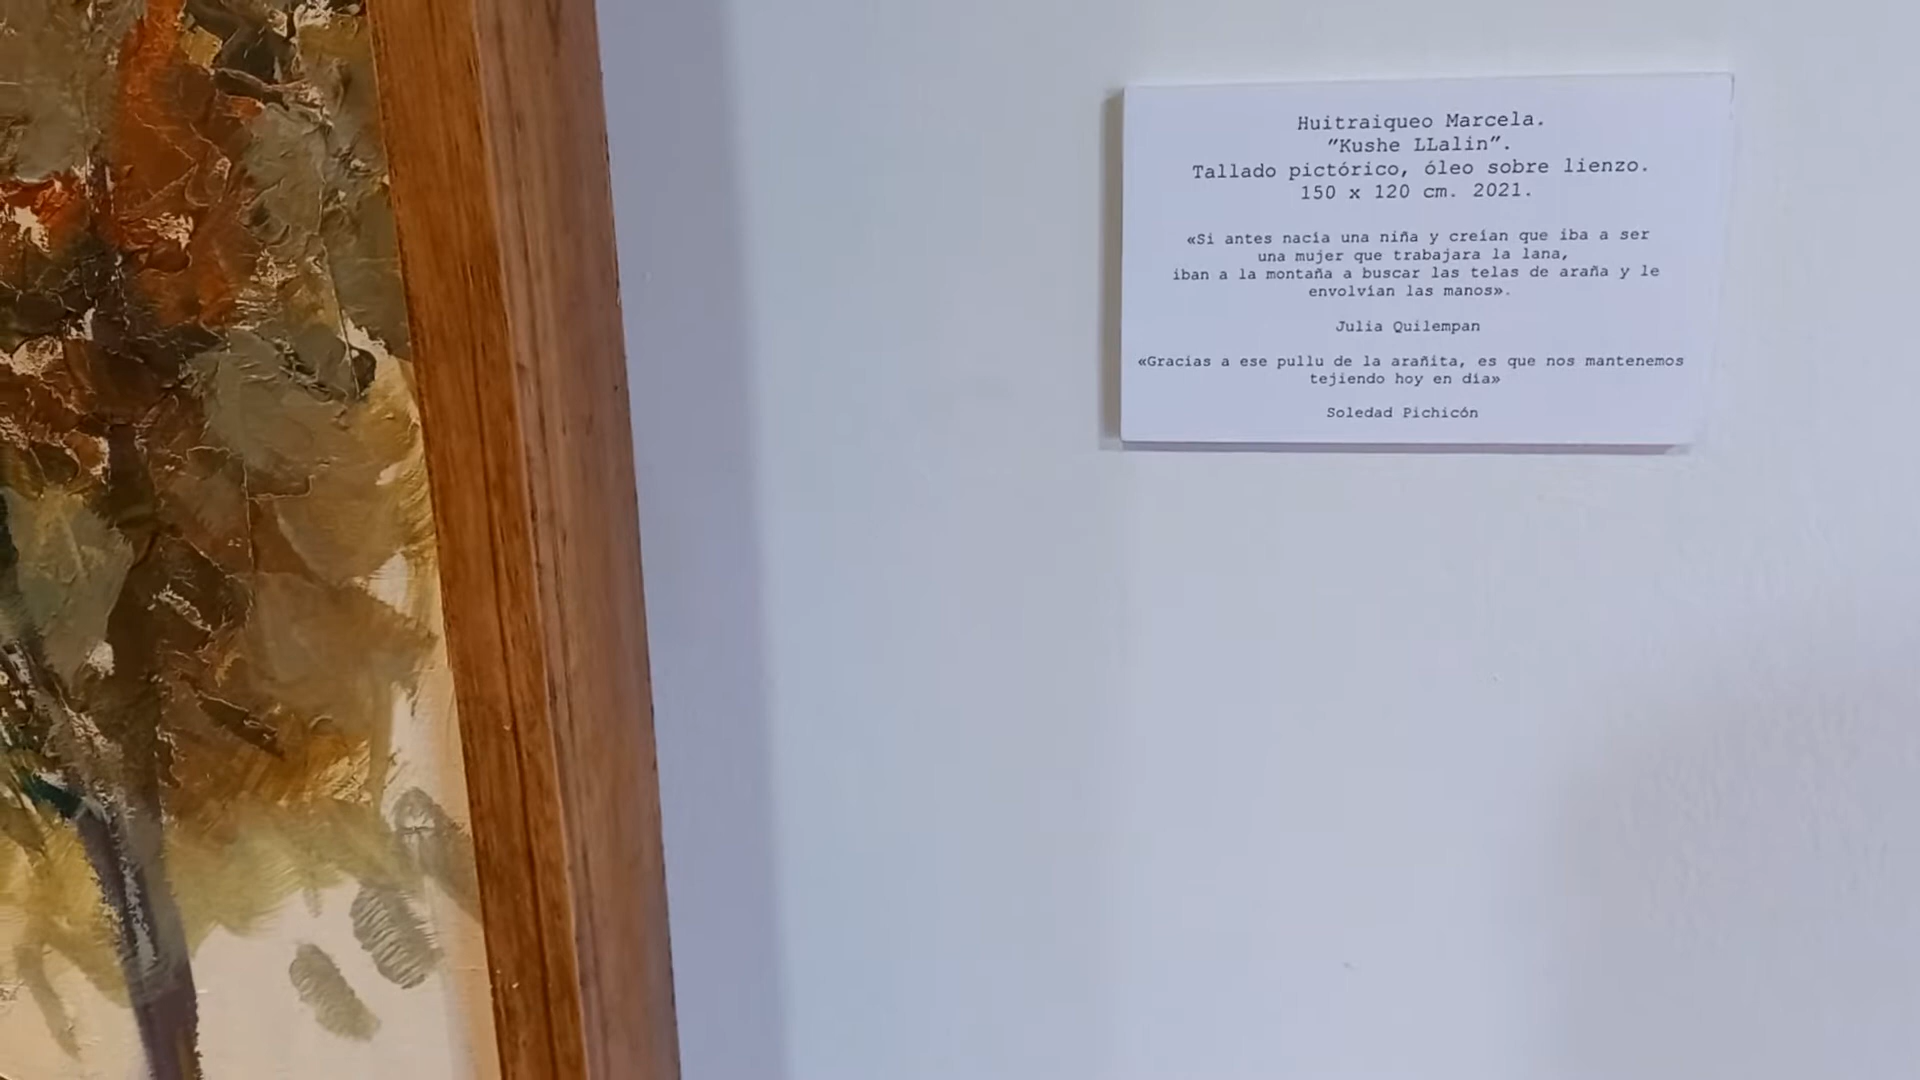 Huitraiqueo Marcela.
"Kushe LLalin".
Tallado pictórico, óleo sobre lienzo.
150 x 120 cm. 2021.
«Si antes nacía una niña y creían que iba a ser
una mujer que trabajara la lana,
iban a la montaña a buscar las telas de araña y le
envolvían las manos».
Julia Quilempan
«Gracias a ese pullu de la arañita, es que nos mantenemos
tejiendo hoy en día»
Soledad Pichicón